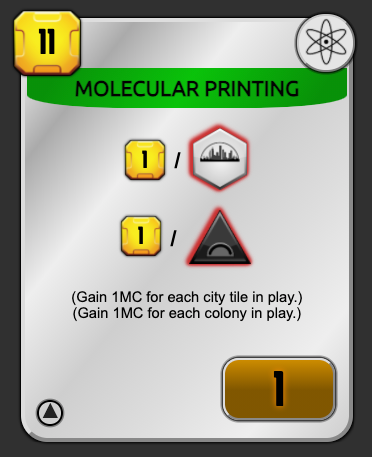 11
MOLECULAR PRINTING
1 /
1 /
(Gain 1MC for each city tile in play.)
(Gain 1MC for each colony in play.)
1